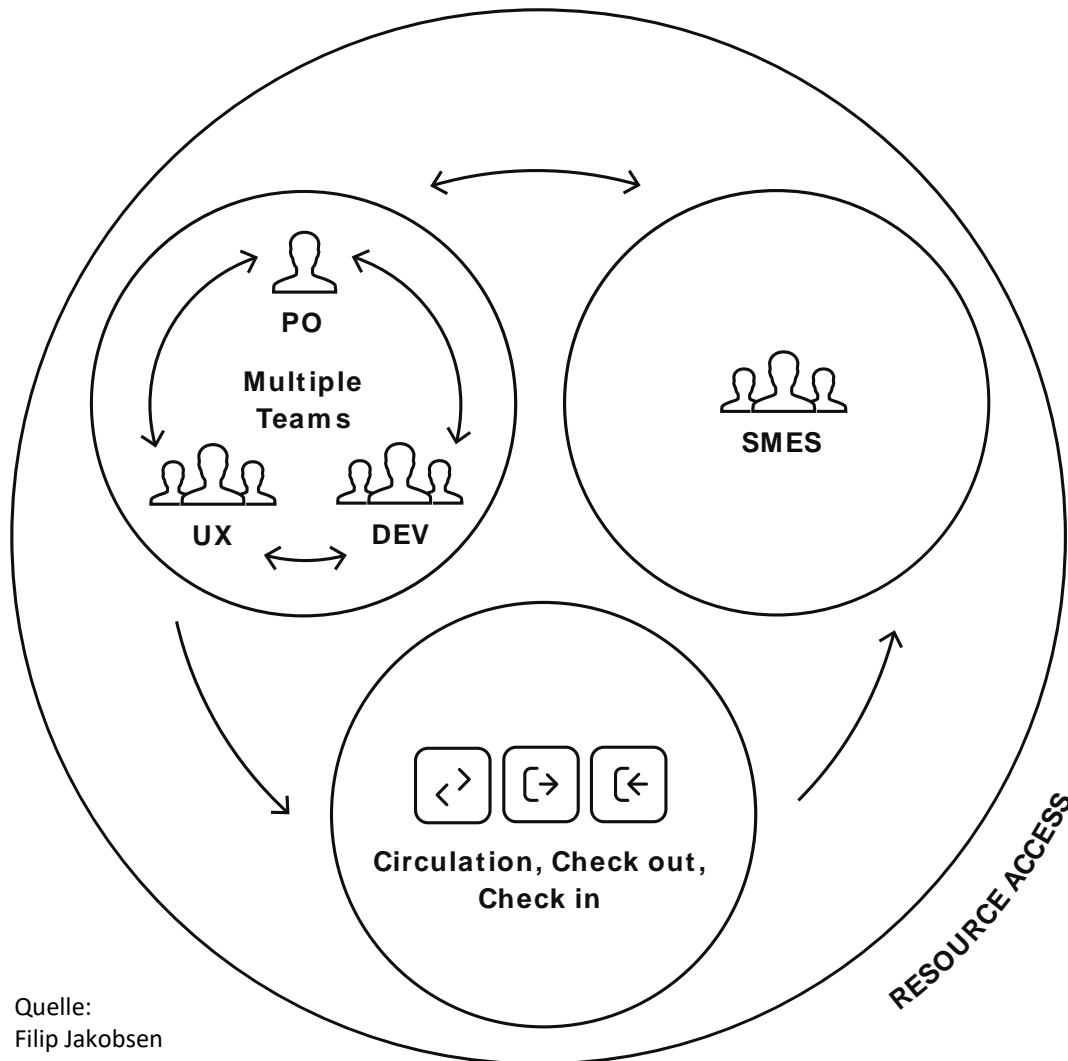 PO
Multiple
Teams
UX
DEV
SMES
Circulation, Check out,
Check in
RESOURCE ACCESS
Quelle:
Filip Jakobsen